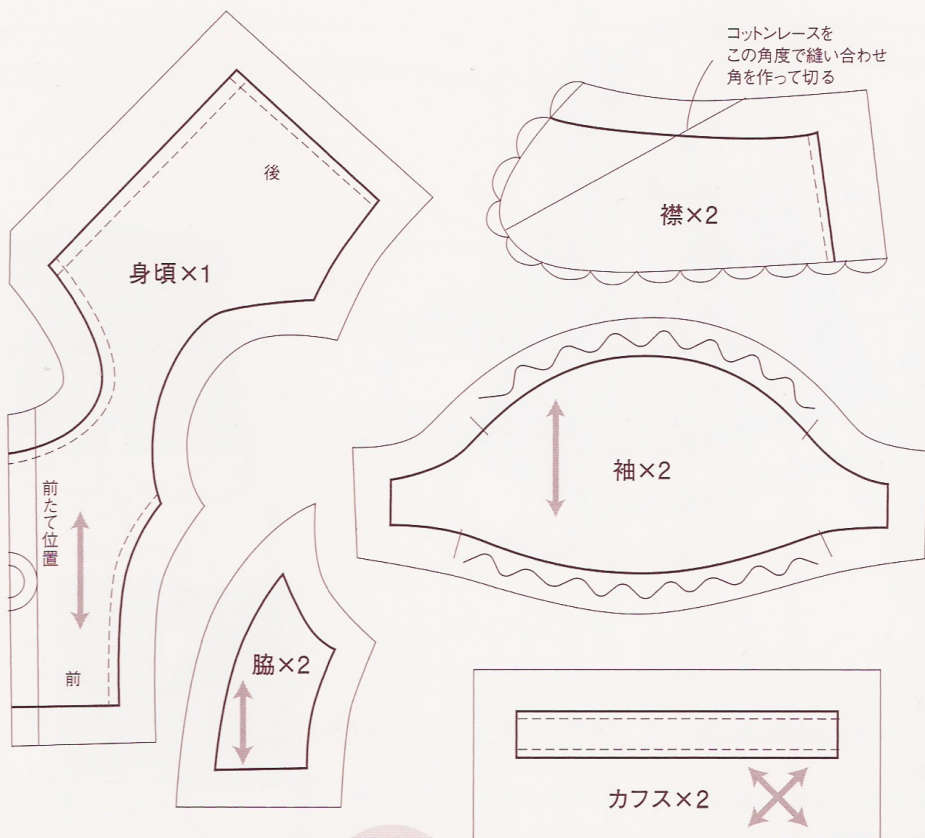 コットンレースを
この角度で縫い合わせ
角を作って切る
後
襟×2
身頃×1
袖×2
前たて位置
脇×2
前
カフス×2